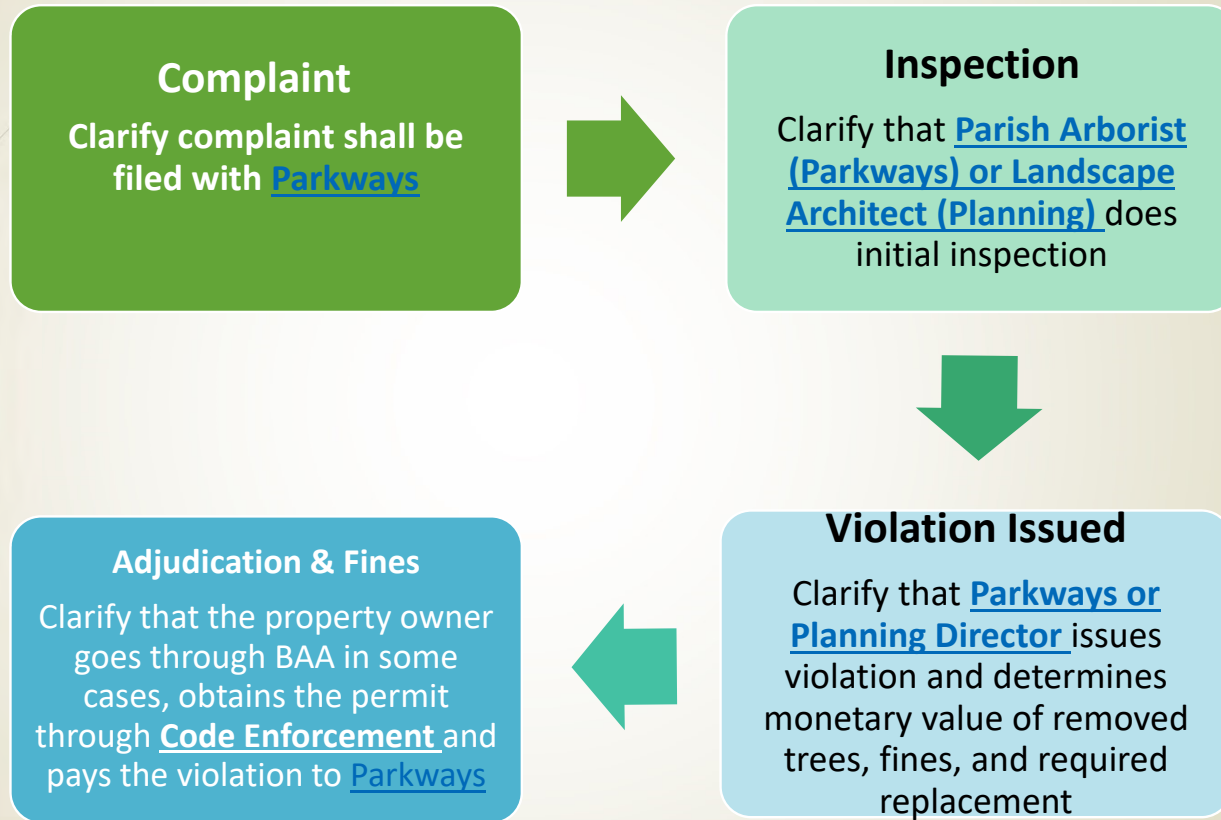 Complaint
Clarify complaint shall be
filed with Parkways
Inspection
Clarify that Parish Arborist
(Parkways) or Landscape
Architect (Planning) does
initial inspection
Violation Issued
Clarify that Parkways or
Planning Director issues
violation and determines
monetary value of removed
trees, fines, and required
replacement
Adjudication & Fines
Clarify that the property owner
goes through BAA in some
cases, obtains the permit
through Code Enforcement and
pays the violation to Parkways